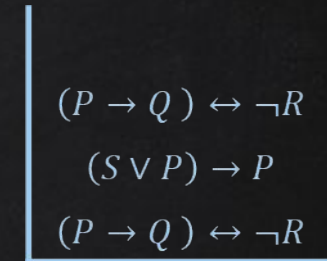 (P → Q ) ↔ ¬R
(S ∨ P) → P
(P → Q ) ↔ ¬R